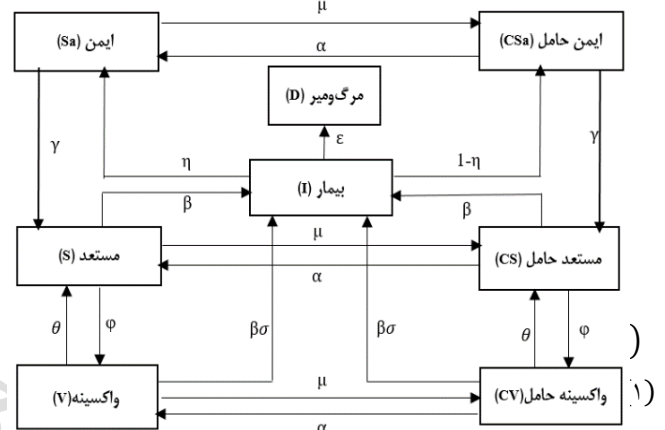 μ
ایمن (Sa)
ایمن حامل (CSa)
α
مرگ‌ومیر (D)
γ
ε
γ
η
1-η
بیمار (I)
β
β
μ
مستعد (S)
مستعد حامل (CS)
α
θ
φ
βσ
βσ
θ
φ
)
μ
واکسینه(V)
واکسینه حامل(CV)
۱)
α